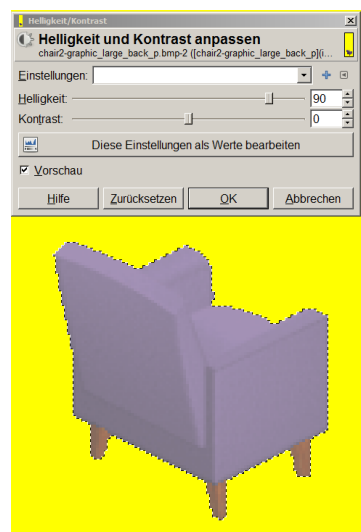 Helligkeit/Kontrast
Helligkeit und Kontrast anpassen
chair2-graphic_large_back_p.bmp-2 ([chair2-graphic_large_back_p](i...
Einstellungen:
Helligkeit: 90
Kontrast: 0
Diese Einstellungen als Werte bearbeiten
Vorschau
Hilfe Zurücksetzen OK Abbrechen